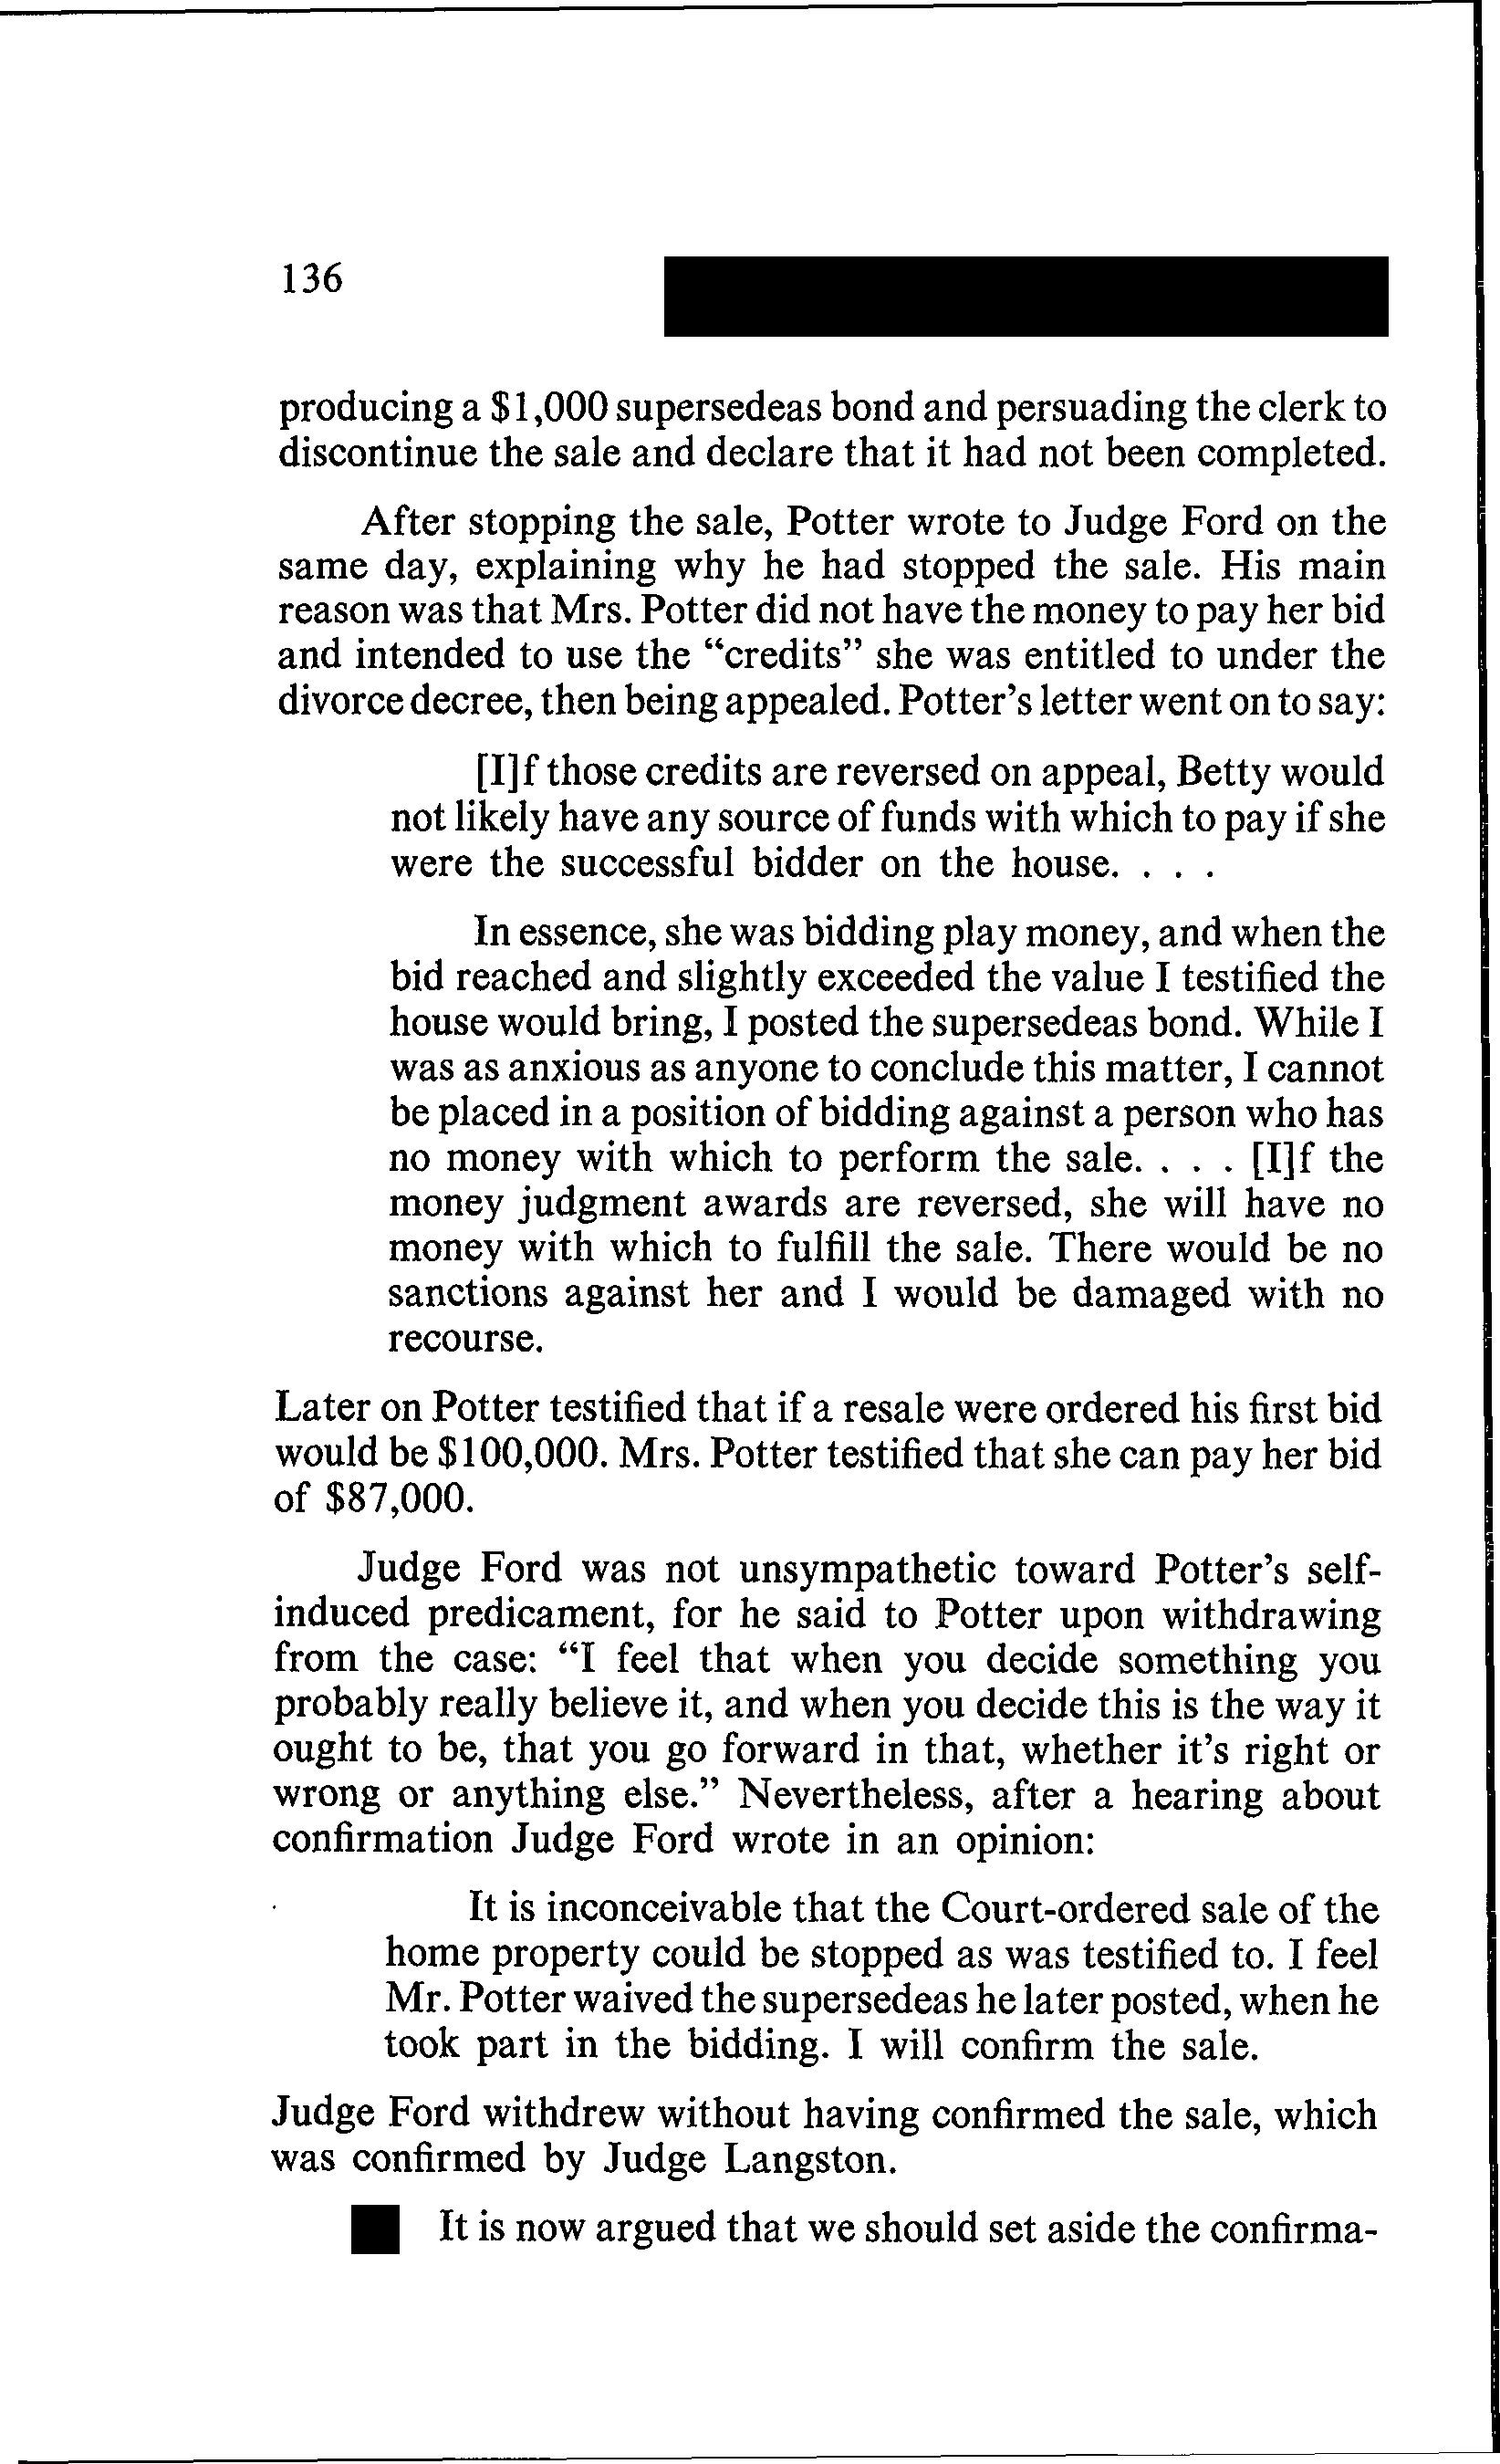 136
producing a $1,000 supersedeas bond and persuading the clerk to
discontinue the sale and declare that it had not been completed.
After stopping the sale, Potter wrote to Judge Ford on the
same day, explaining why he had stopped the sale. His main
reason was that Mrs. Potter did not have the money to pay her bid
and intended to use the “credits” she was entitled to under the
divorce decree, then being appealed. Potter’s letter went on to say:
[I]f those credits are reversed on appeal, Betty would
not likely have any source of funds with which to pay if she
were the successful bidder on the house. . . .
In essence, she was bidding play money, and when the
bid reached and slightly exceeded the value I testified the
house would bring, I posted the supersedeas bond. While I
was as anxious as anyone to conclude this matter, I cannot
be placed in a position of bidding against a person who has
no money with which to perform the sale. . . . [I]f the
money judgment awards are reversed, she will have no
money with which to fulfill the sale. There would be no
sanctions against her and I would be damaged with no
recourse.
Later on Potter testified that if a resale were ordered his first bid
would be $100,000. Mrs. Potter testified that she can pay her bid
of $87,000.
Judge Ford was not unsympathetic toward Potter’s self-
induced predicament, for he said to Potter upon withdrawing
from the case: “I feel that when you decide something you
probably really believe it, and when you decide this is the way it
ought to be, that you go forward in that, whether it’s right or
wrong or anything else.” Nevertheless, after a hearing about
confirmation Judge Ford wrote in an opinion:
It is inconceivable that the Court-ordered sale of the
home property could be stopped as was testified to. I feel
Mr. Potter waived the supersedeas he later posted, when he
took part in the bidding. I will confirm the sale.
Judge Ford withdrew without having confirmed the sale, which
was confirmed by Judge Langston.
It is now argued that we should set aside the confirma-